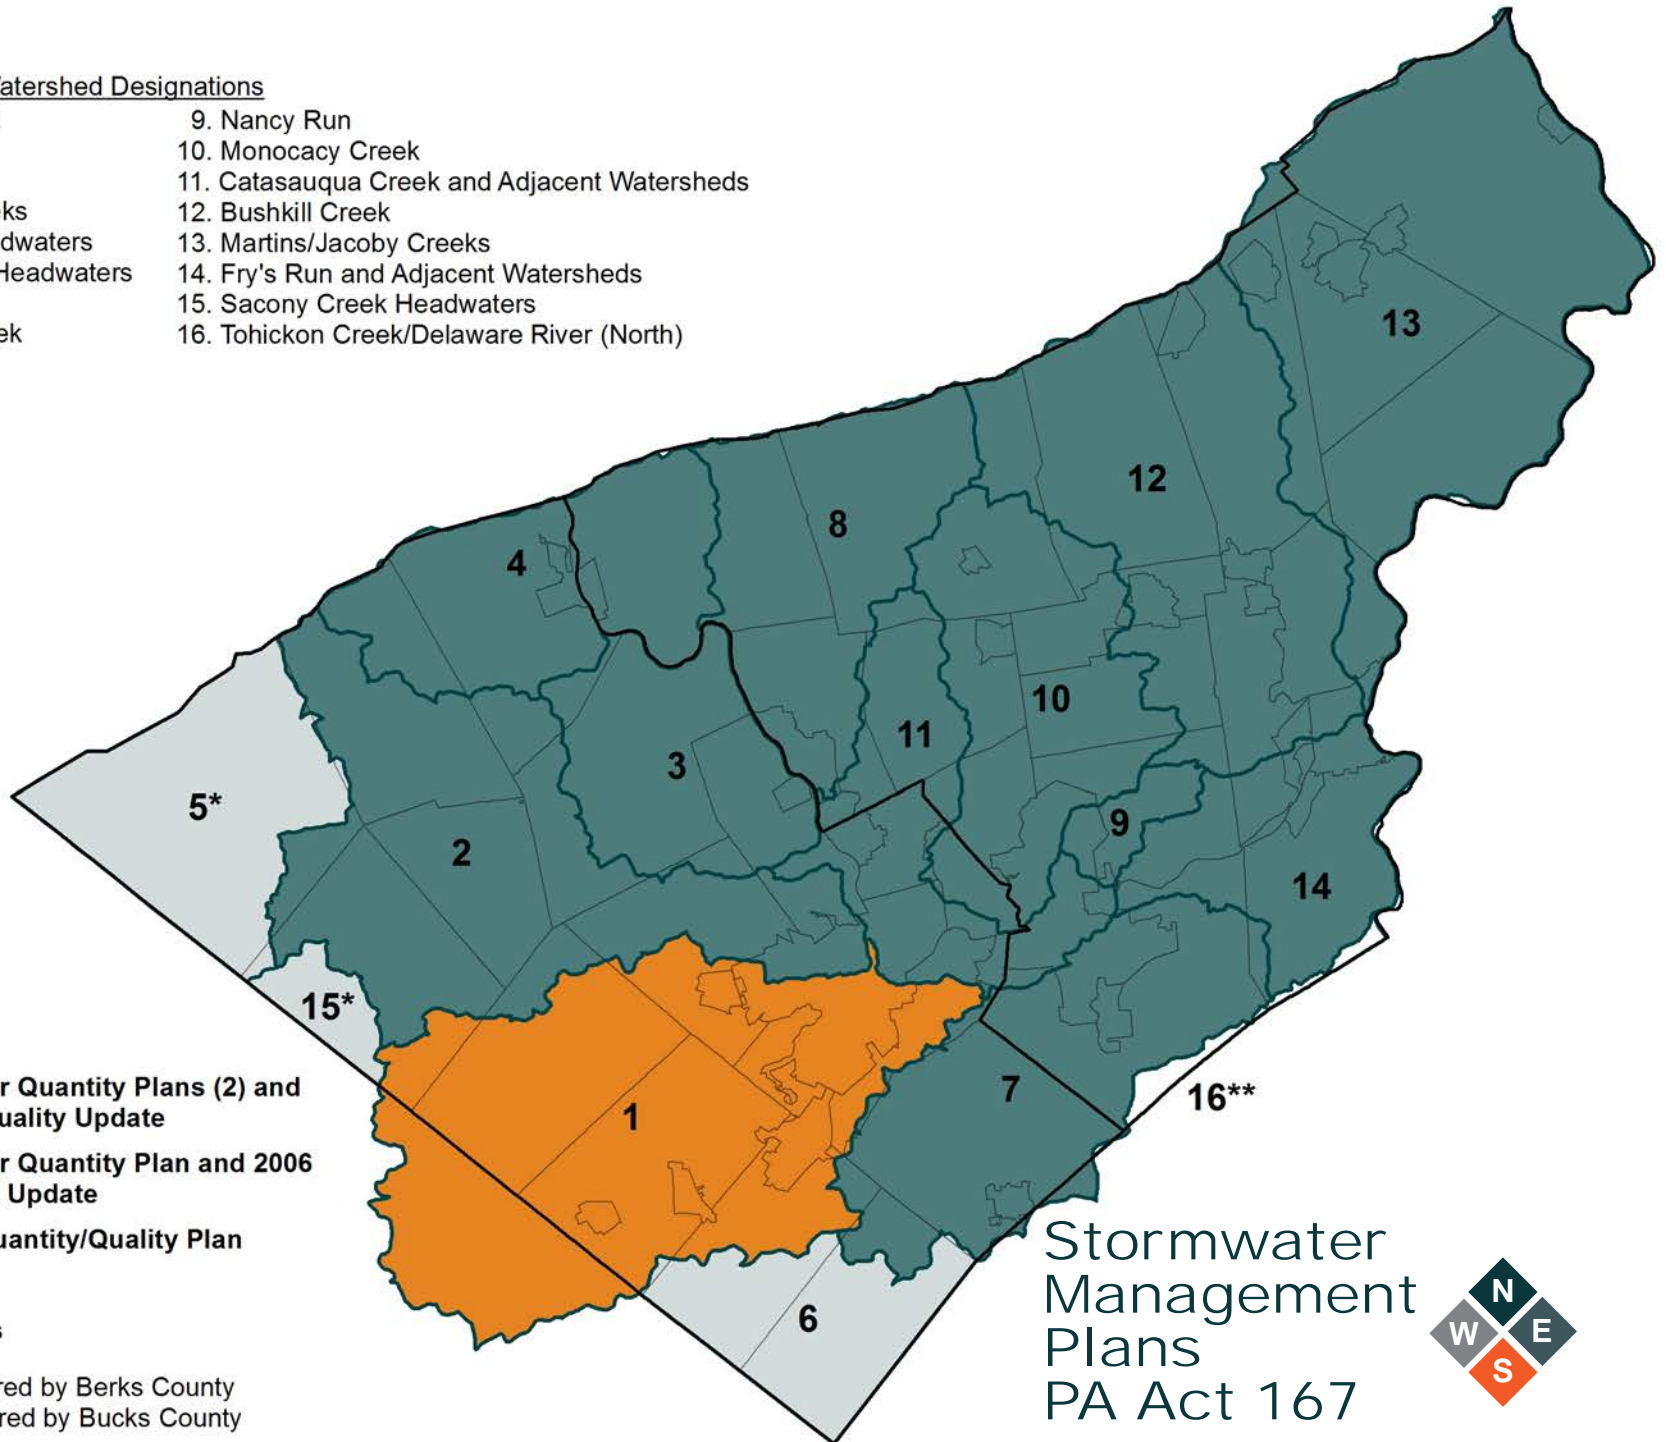 Watershed Designations
eks
dwaters
Headwaters
ek
9. Nancy Run
10. Monocacy Creek
11. Catasauqua Creek and Adjacent Watersheds
12. Bushkill Creek
13. Martins/Jacoby Creeks
14. Fry's Run and Adjacent Watersheds
15. Sacony Creek Headwaters
16. Tohickon Creek/Delaware River (North)
13
12
8
4
10
11
3
5*
9
2
14
15*
7
16**
1
6
r Quantity Plans (2) and
uality Update
r Quantity Plan and 2006
Update
uantity/Quality Plan
s
red by Berks County
red by Bucks County
Stormwater
Management
Plans
PA Act 167
N
W E
S